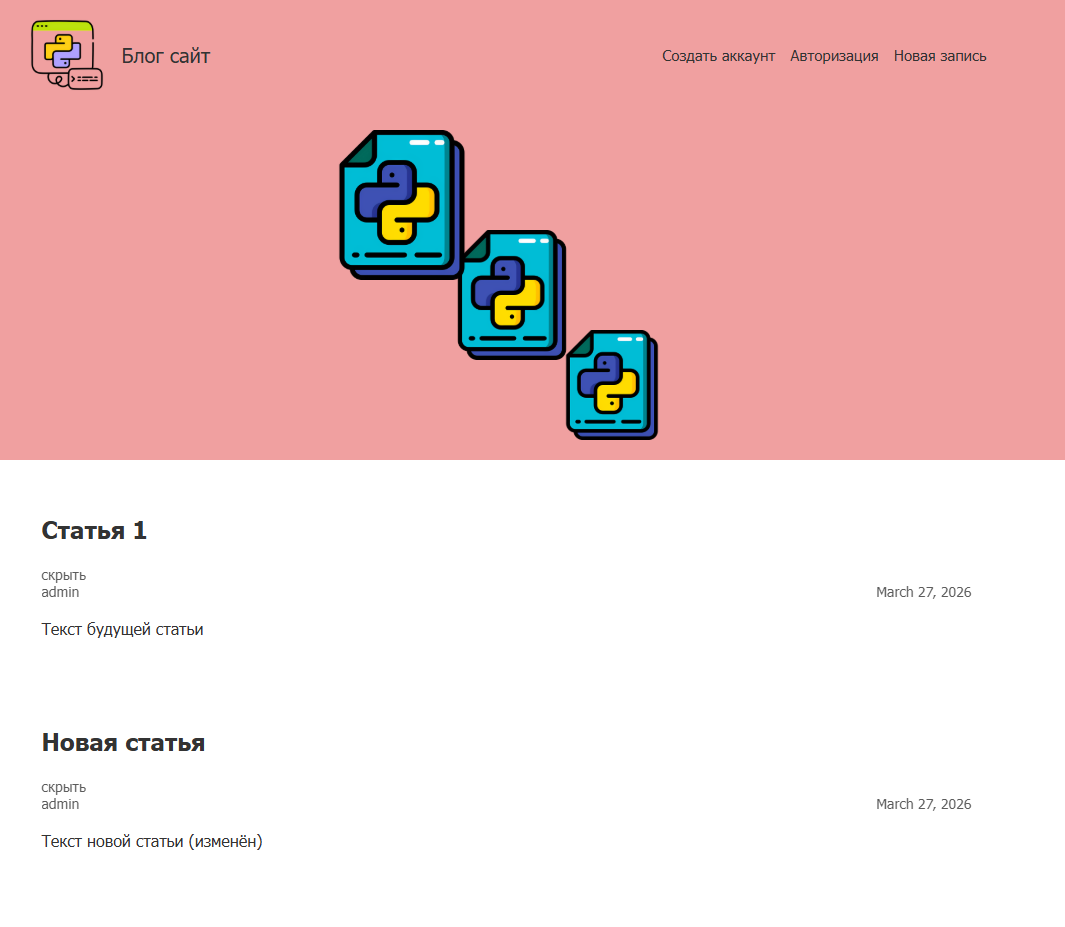 Блог сайт
Создать аккаунт Авторизация Новая запись
Статья 1
скрыть
admin March 27, 2026
Текст будущей статьи
Новая статья
скрыть
admin March 27, 2026
Текст новой статьи (изменён)